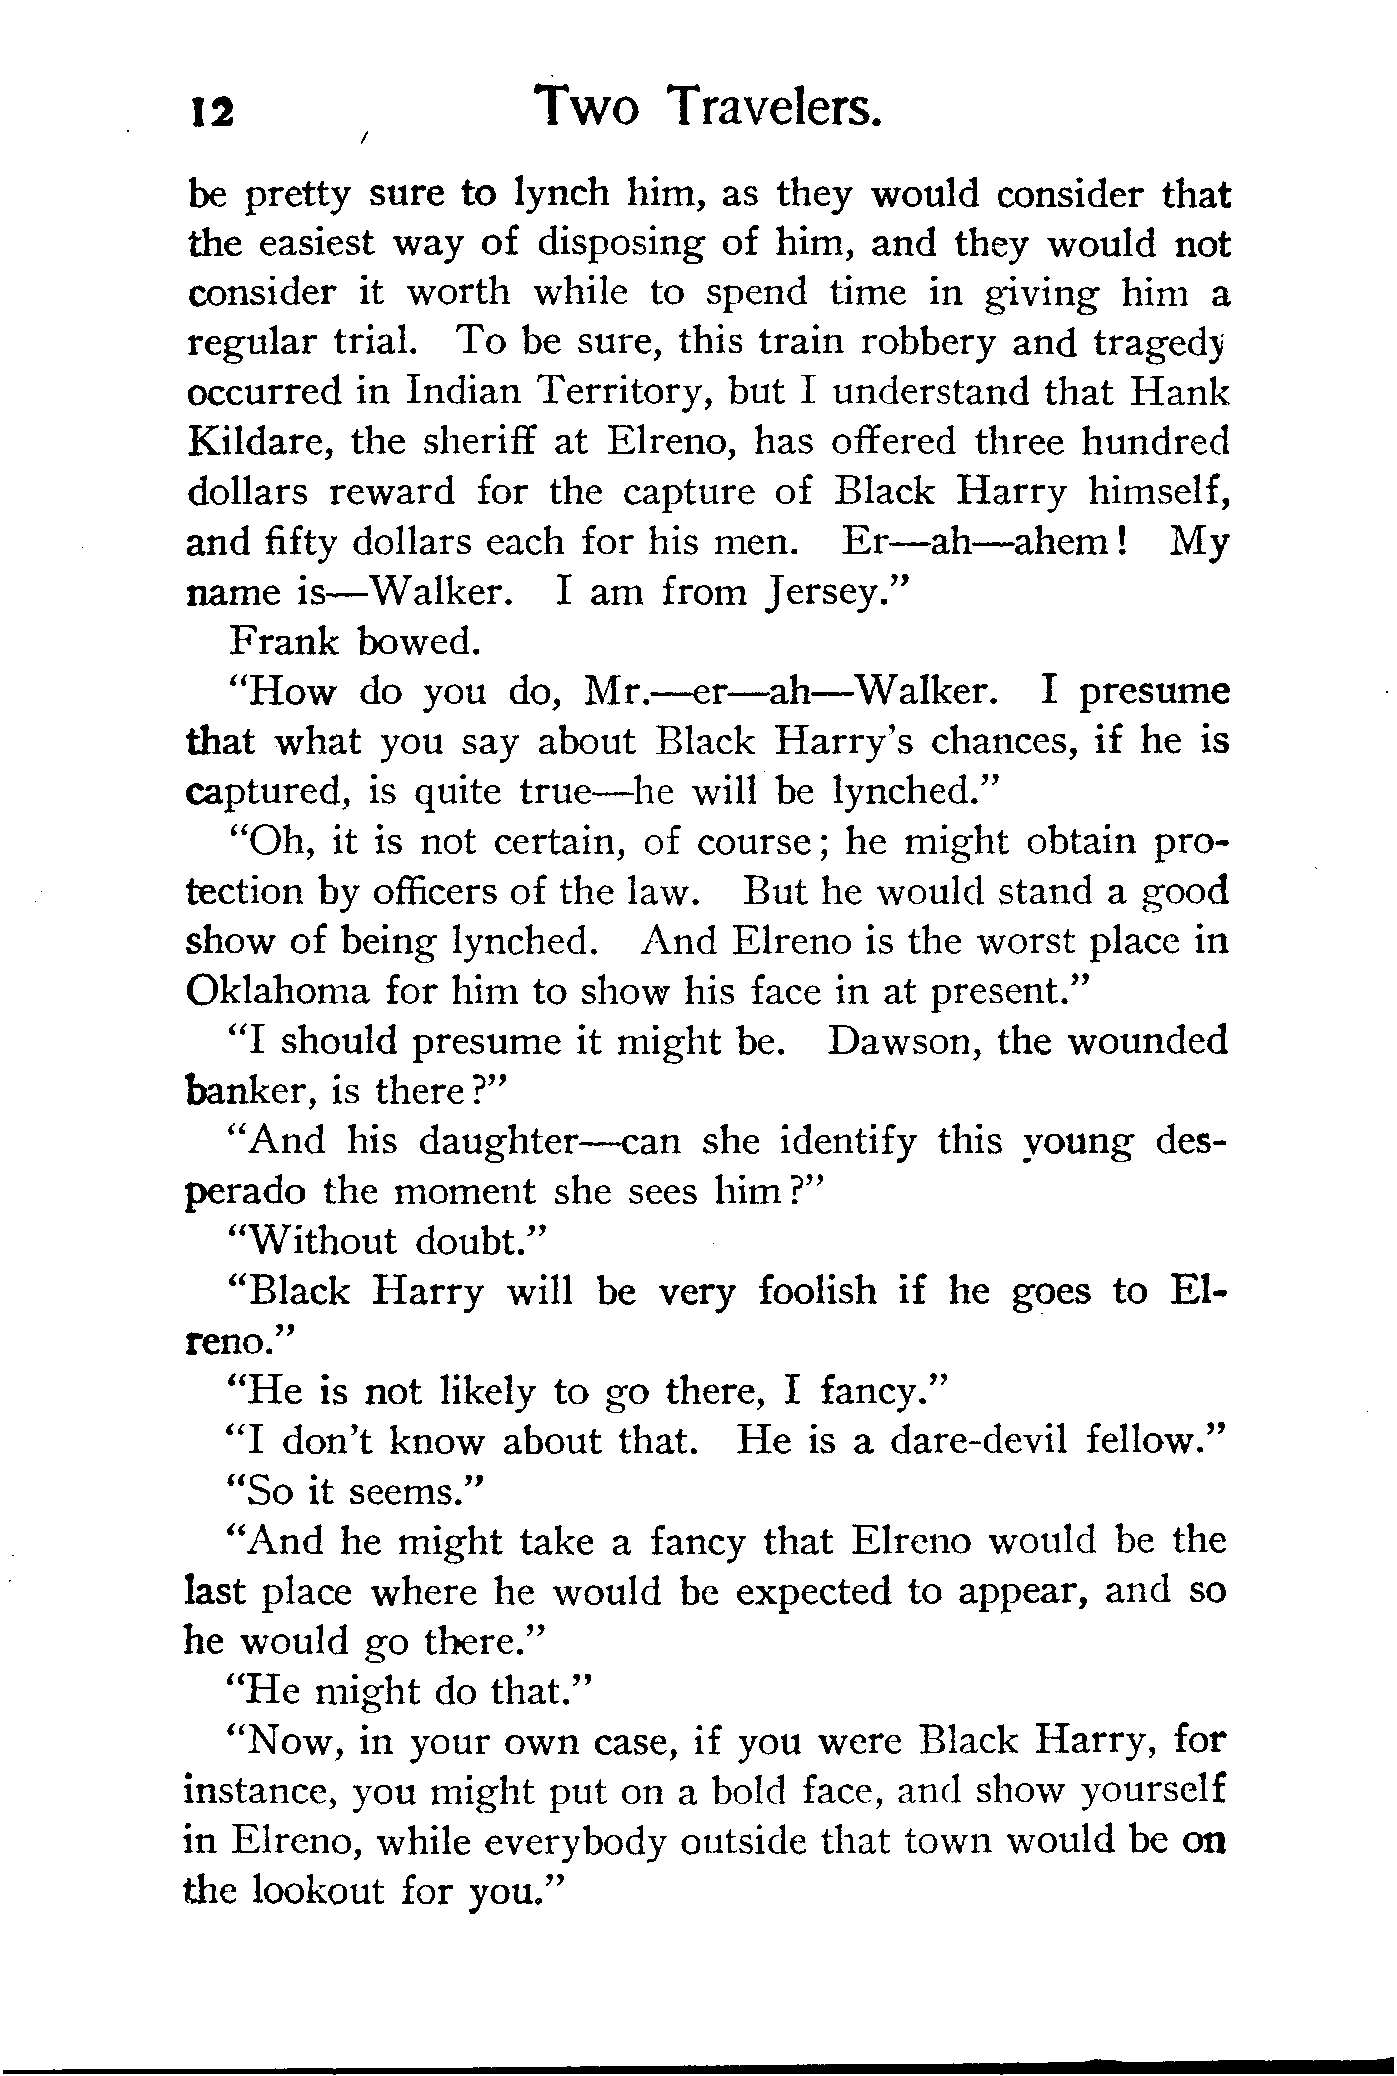 12 Two Travelers.
be pretty sure to lynch him, as they would consider that
the easiest way of disposing of him, and they would not
consider it worth while to spend time in giving him a
regular trial. To be sure, this train robbery and tragedy
occurred in Indian Territory, but I understand that Hank
Kildare, the sheriff at Elreno, has offered three hundred
dollars reward for the capture of Black Harry himself,
and fifty dollars each for his men. Er—ah—ahem! My
name is—Walker. I am from Jersey."
Frank bowed.
"How do you do, Mr.—er—ah—Walker. I presume
that what you say about Black Harry's chances, if he is
captured, is quite true—he will be lynched."
"Oh, it is not certain, of course; he might obtain pro-
tection by officers of the law. But he would stand a good
show of being lynched. And Elreno is the worst place in
Oklahoma for him to show his face in at present."
"I should presume it might be. Dawson, the wounded
banker, is there?"
"And his daughter—can she identify this young des-
perado the moment she sees him?"
"Without doubt."
"Black Harry will be very foolish if he goes to El-
reno."
"He is not likely to go there, I fancy."
"I don't know about that. He is a dare-devil fellow."
"So it seems."
"And he might take a fancy that Elreno would be the
last place where he would be expected to appear, and so
he would go there."
"He might do that."
"Now, in your own case, if you were Black Harry, for
instance, you might put on a bold face, and show yourself
in Elreno, while everybody outside that town would be on
the lookout for you."